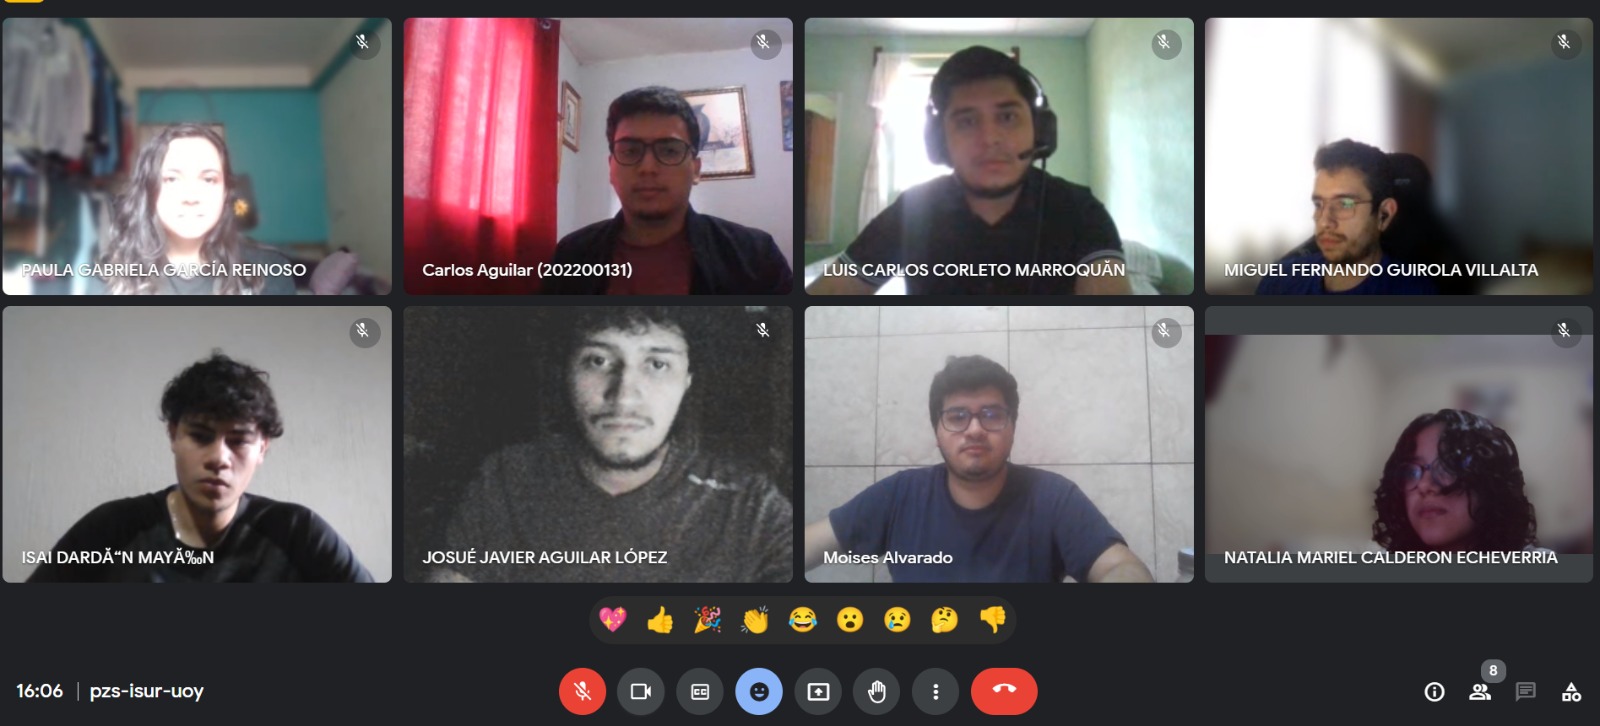 PAULA GABRIELA GARCÍA REINOSO
Carlos Aguilar (202200131)
LUIS CARLOS CORLETO MARROQUĂN
MIGUEL FERNANDO GUIROLA VILLALTA
ISAI DARDĂ“N MAYĂ‰N
JOSUÉ JAVIER AGUILAR LÓPEZ
Moises Alvarado
NATALIA MARIEL CALDERON ECHEVERRIA
16:06 | pzs-isur-uoy
CC
8